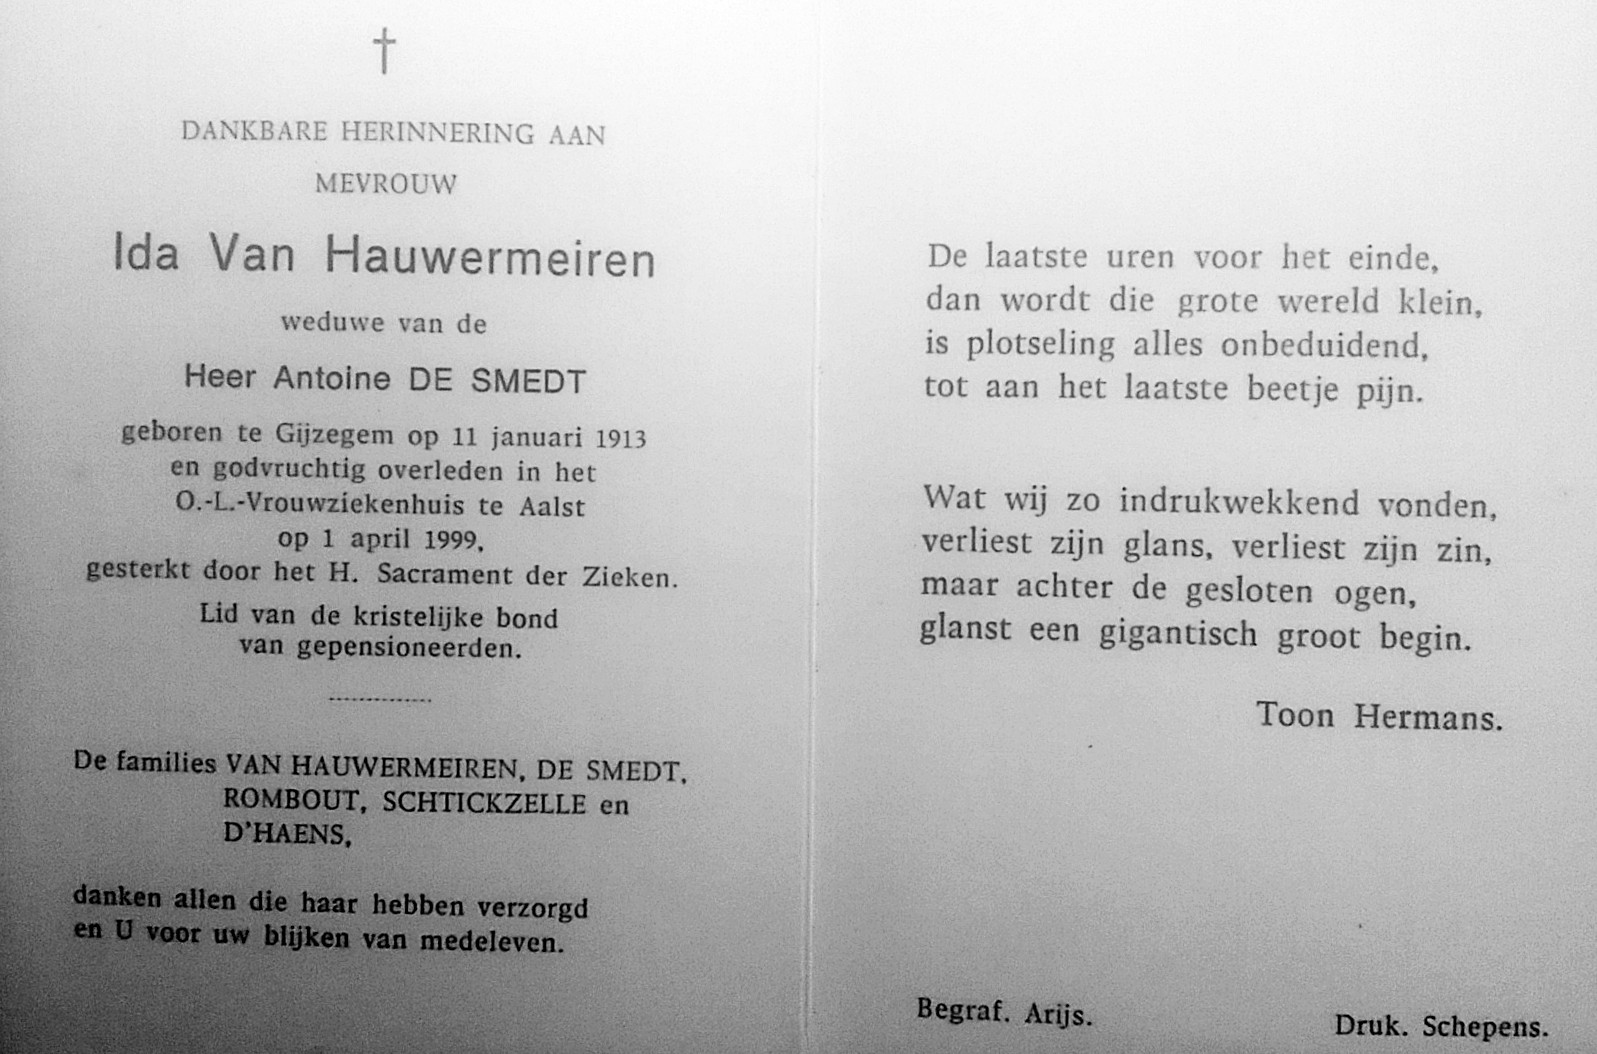 DANKBARE HERINNERING AAN
MEVROUW
Ida Van Hauwermeiren
weduwe van de
Heer Antoine DE SMEDT
geboren te Gijzegem op 11 januari 1913
en godvruchtig overleden in het
O.-L.-Vrouwziekenhuis te Aalst
op 1 april 1999,
gesterkt door het H. Sacrament der Zieken.
Lid van de kristelijke bond
van gepensioneerden.
De families VAN HAUWERMEIREN, DE SMEDT,
ROMBOUT, SCHTICKZELLE en
D'HAENS,
danken allen die haar hebben verzorgd
en U voor uw blijken van medeleven.
De laatste uren voor het einde,
dan wordt die grote wereld klein,
is plotseling alles onbeduidend,
tot aan het laatste beetje pijn.
Wat wij zo indrukwekkend vonden,
verliest zijn glans, verliest zijn zin,
maar achter de gesloten ogen,
glanst een gigantisch groot begin.
Toon Hermans.
Begraf. Arijs.
Druk. Schepens.